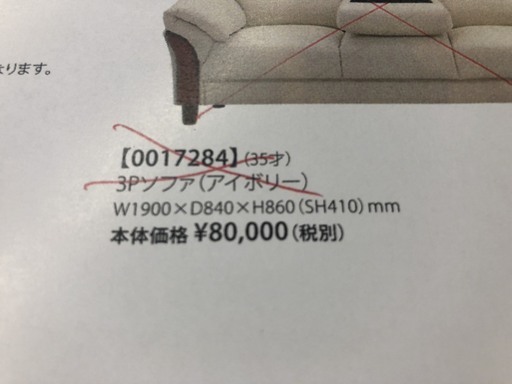 なります。
【0017284】(35才)
3Pソファ(アイボリー)
W1900×D840×H860(SH410)mm
本体価格 ¥80,000(税別)